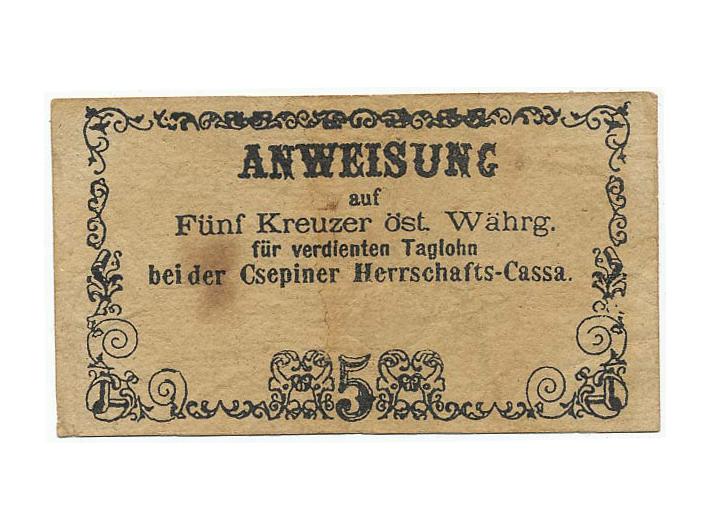 ANWEISUNG
auf
Fünf Kreuzer öst. Währg.
für verdienten Taglohn
bei der Csepiner Herrschafts-Cassa.
5